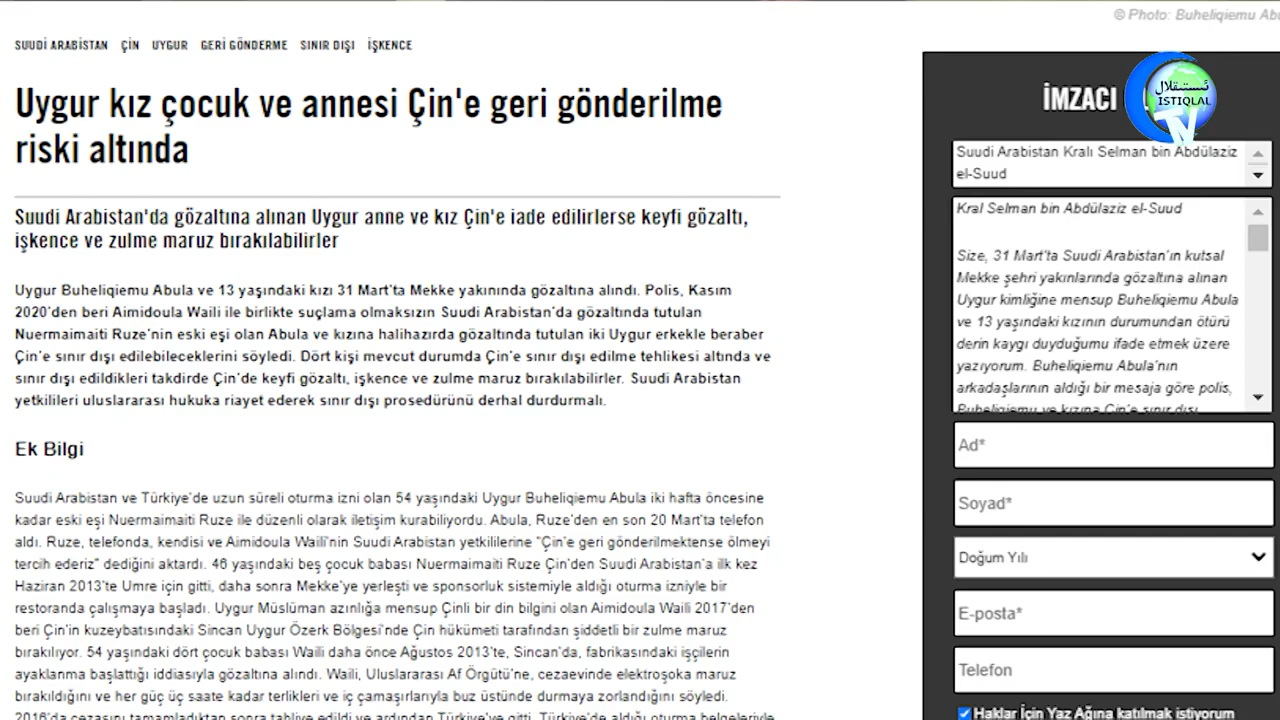 © Photo: Buheliqiemu Abu
SUUDİ ARABİSTAN ÇİN UYGUR GERİ GÖNDERME SINIR DIŞI İŞKENCE
Uygur kız çocuk ve annesi Çin'e geri gönderilme
riski altında
Suudi Arabistan'da gözaltına alınan Uygur anne ve kız Çin'e iade edilirlerse keyfi gözaltı,
işkence ve zulme maruz bırakılabilirler
Uygur Buheliqiemu Abula ve 13 yaşındaki kızı 31 Mart'ta Mekke yakınında gözaltına alındı. Polis, Kasım
2020'den beri Aimidoula Waili ile birlikte suçlama olmaksızın Suudi Arabistan'da gözaltında tutulan
Nuermaimaiti Ruze'nin eski eşi olan Abula ve kızına halihazırda gözaltında tutulan iki Uygur erkekle beraber
Çin'e sınır dışı edilebileceklerini söyledi. Dört kişi mevcut durumda Çin'e sınır dışı edilme tehlikesi altında ve
sınır dışı edildikleri takdirde Çin'de keyfi gözaltı, işkence ve zulme maruz bırakılabilirler. Suudi Arabistan
yetkilileri uluslararası hukuka riayet ederek sınır dışı prosedürünü derhal durdurmalı.
Ek Bilgi
Suudi Arabistan ve Türkiye'de uzun süreli oturma izni olan 54 yaşındaki Uygur Buheliqiemu Abula iki hafta öncesine
kadar eski eşi Nuermaimaiti Ruze ile düzenli olarak iletişim kurabiliyordu. Abula, Ruze'den en son 20 Mart'ta telefon
aldı. Ruze, telefonda, kendisi ve Aimidoula Waili'nin Suudi Arabistan yetkililerine "Çin'e geri gönderilmektense ölmeyi
tercih ederiz" dediğini aktardı. 46 yaşındaki beş çocuk babası Nuermaimaiti Ruze Çin'den Suudi Arabistan'a ilk kez
Haziran 2013'te Umre için gitti, daha sonra Mekke'ye yerleşti ve sponsorluk sistemiyle aldığı oturma izniyle bir
restoranda çalışmaya başladı. Uygur Müslüman azınlığa mensup Çinli bir din bilgini olan Aimidoula Waili 2017'den
beri Çin'in kuzeybatısındaki Sincan Uygur Özerk Bölgesi'nde Çin hükümeti tarafından şiddetli bir zulme maruz
bırakılıyor. 54 yaşındaki dört çocuk babası Waili daha önce Ağustos 2013'te, Sincan'da, fabrikasındaki işçilerin
ayaklanma başlattığı iddiasıyla gözaltına alındı. Waili, Uluslararası Af Örgütü'ne, cezaevinde elektroşoka maruz
bırakıldığını ve her güç üç saate kadar terlikleri ve iç çamaşırlarıyla buz üstünde durmaya zorlandığını söyledi.
2016'da cezasını tamamladıktan sonra tahliye edildi ve ardından Türkiye'ye gitti. Türkiye'de aldığı oturum belgeleriyle
İMZACI
ئىستىقلال
ISTIQLAL
TV
Suudi Arabistan Kralı Selman bin Abdülaziz
el-Suud
Kral Selman bin Abdülaziz el-Suud
Size, 31 Mart'ta Suudi Arabistan'ın kutsal
Mekke şehri yakınlarında gözaltına alınan
Uygur kimliğine mensup Buheliqiemu Abula
ve 13 yaşındaki kızının durumundan ötürü
derin kaygı duyduğumu ifade etmek üzere
yazıyorum. Buheliqiemu Abula'nın
arkadaşlarının aldığı bir mesaja göre polis,
Buheliqiemu ve kızına Çin'e sınır dışı
Ad*
Soyad*
Doğum Yılı
E-posta*
Telefon
Haklar İçin Yaz Ağına katılmak istiyorum